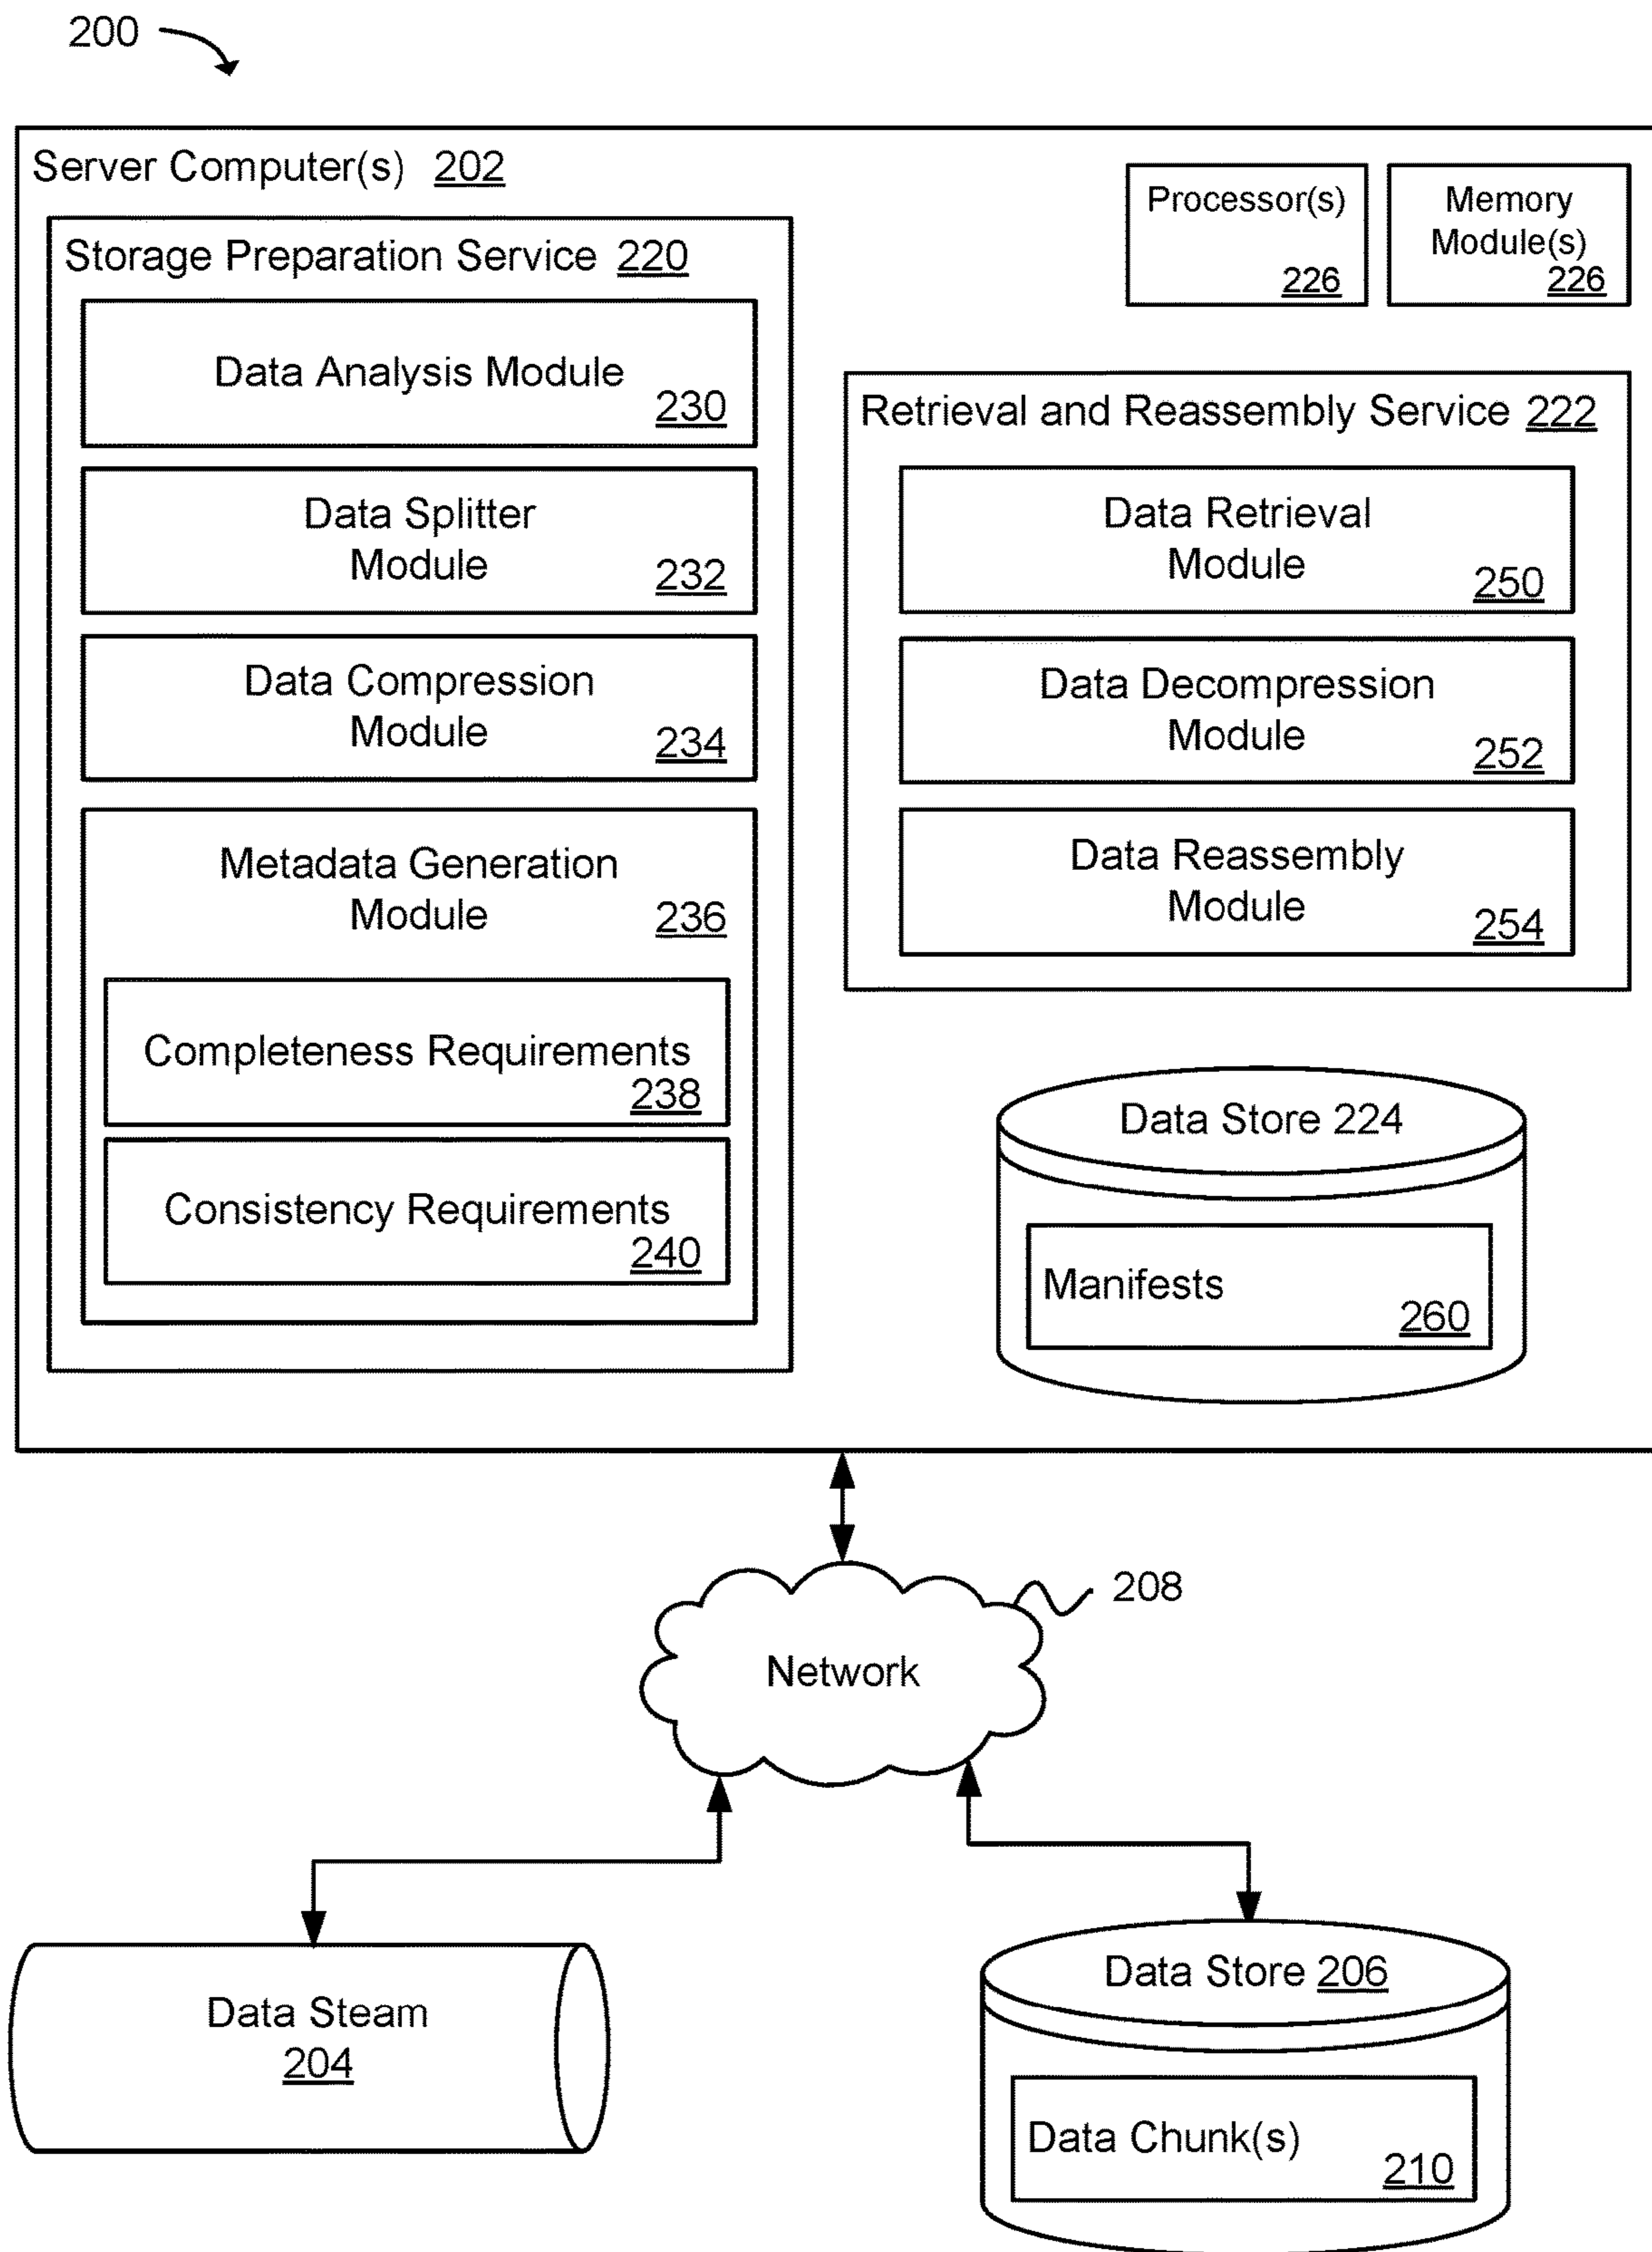 200
Server Computer(s) 202
Storage Preparation Service 220
Data Analysis Module
230
Data Splitter
Module
232
Data Compression
Module
234
Metadata Generation
Module
236
Completeness Requirements
238
Consistency Requirements
240
Processor(s)
226
Memory
Module(s)
226
Retrieval and Reassembly Service 222
Data Retrieval
Module
250
Data Decompression
Module
252
Data Reassembly
Module
254
Data Store 224
Manifests
260
208
Network
Data Steam
204
Data Store 206
Data Chunk(s)
210